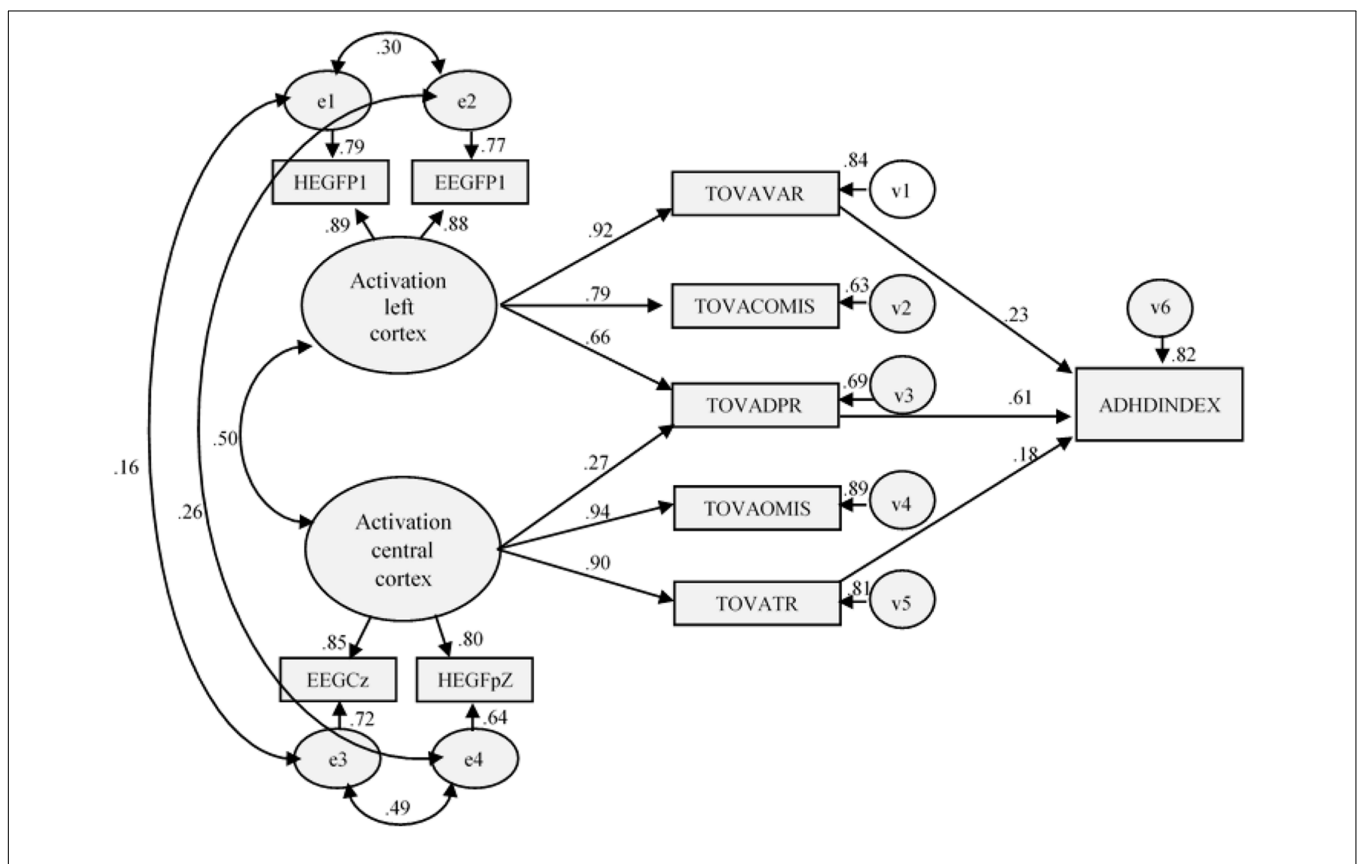 .30
e1
e2
.79
.77
HEGFP1
EEGFP1
.89
.88
Activation
left
cortex
.92
.79
.66
TOVAVAR
.84
v1
TOVACOMIS
.63
v2
TOVADPR
.69
v3
.23
.61
.18
v6
.82
ADHDINDEX
.50
.16
.26
Activation
central
cortex
.27
.94
.90
TOVAOMIS
.89
v4
TOVATR
.81
v5
.85
.80
EEGCz
HEGFpZ
.72
.64
e3
e4
.49